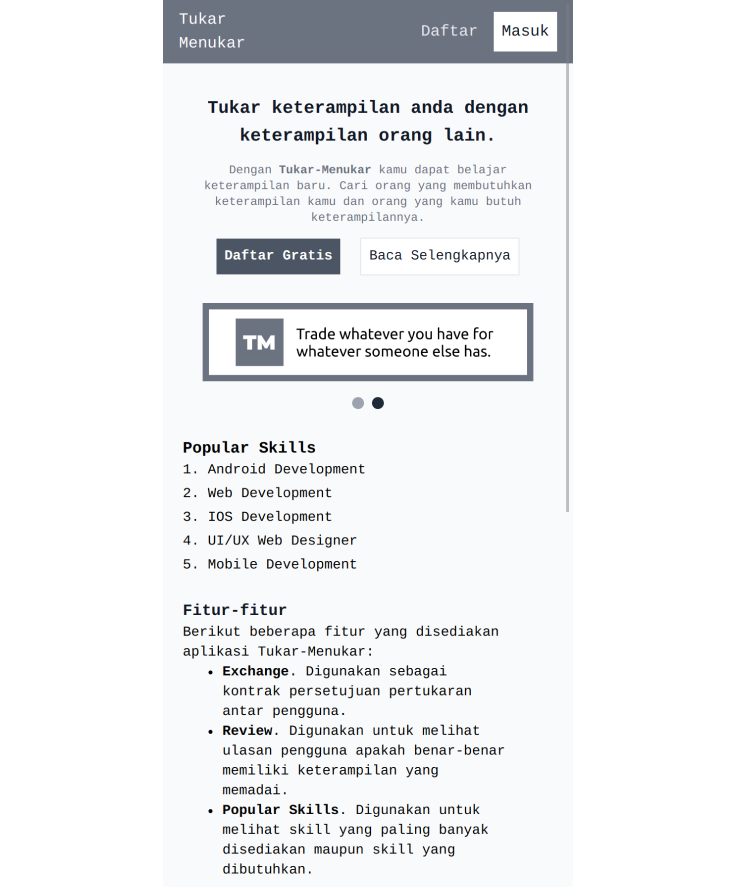 Tukar
Menukar
Daftar
Masuk
Tukar keterampilan anda dengan
keterampilan orang lain.
Dengan Tukar-Menukar kamu dapat belajar
keterampilan baru. Cari orang yang membutuhkan
keterampilan kamu dan orang yang kamu butuh
keterampilannya.
Daftar Gratis
Baca Selengkapnya
TM
Trade whatever you have for
whatever someone else has.
Popular Skills
1. Android Development
2. Web Development
3. IOS Development
4. UI/UX Web Designer
5. Mobile Development
Fitur-fitur
Berikut beberapa fitur yang disediakan
aplikasi Tukar-Menukar:
• Exchange. Digunakan sebagai
kontrak persetujuan pertukaran
antar pengguna.
• Review. Digunakan untuk melihat
ulasan pengguna apakah benar-benar
memiliki keterampilan yang
memadai.
• Popular Skills. Digunakan untuk
melihat skill yang paling banyak
disediakan maupun skill yang
dibutuhkan.